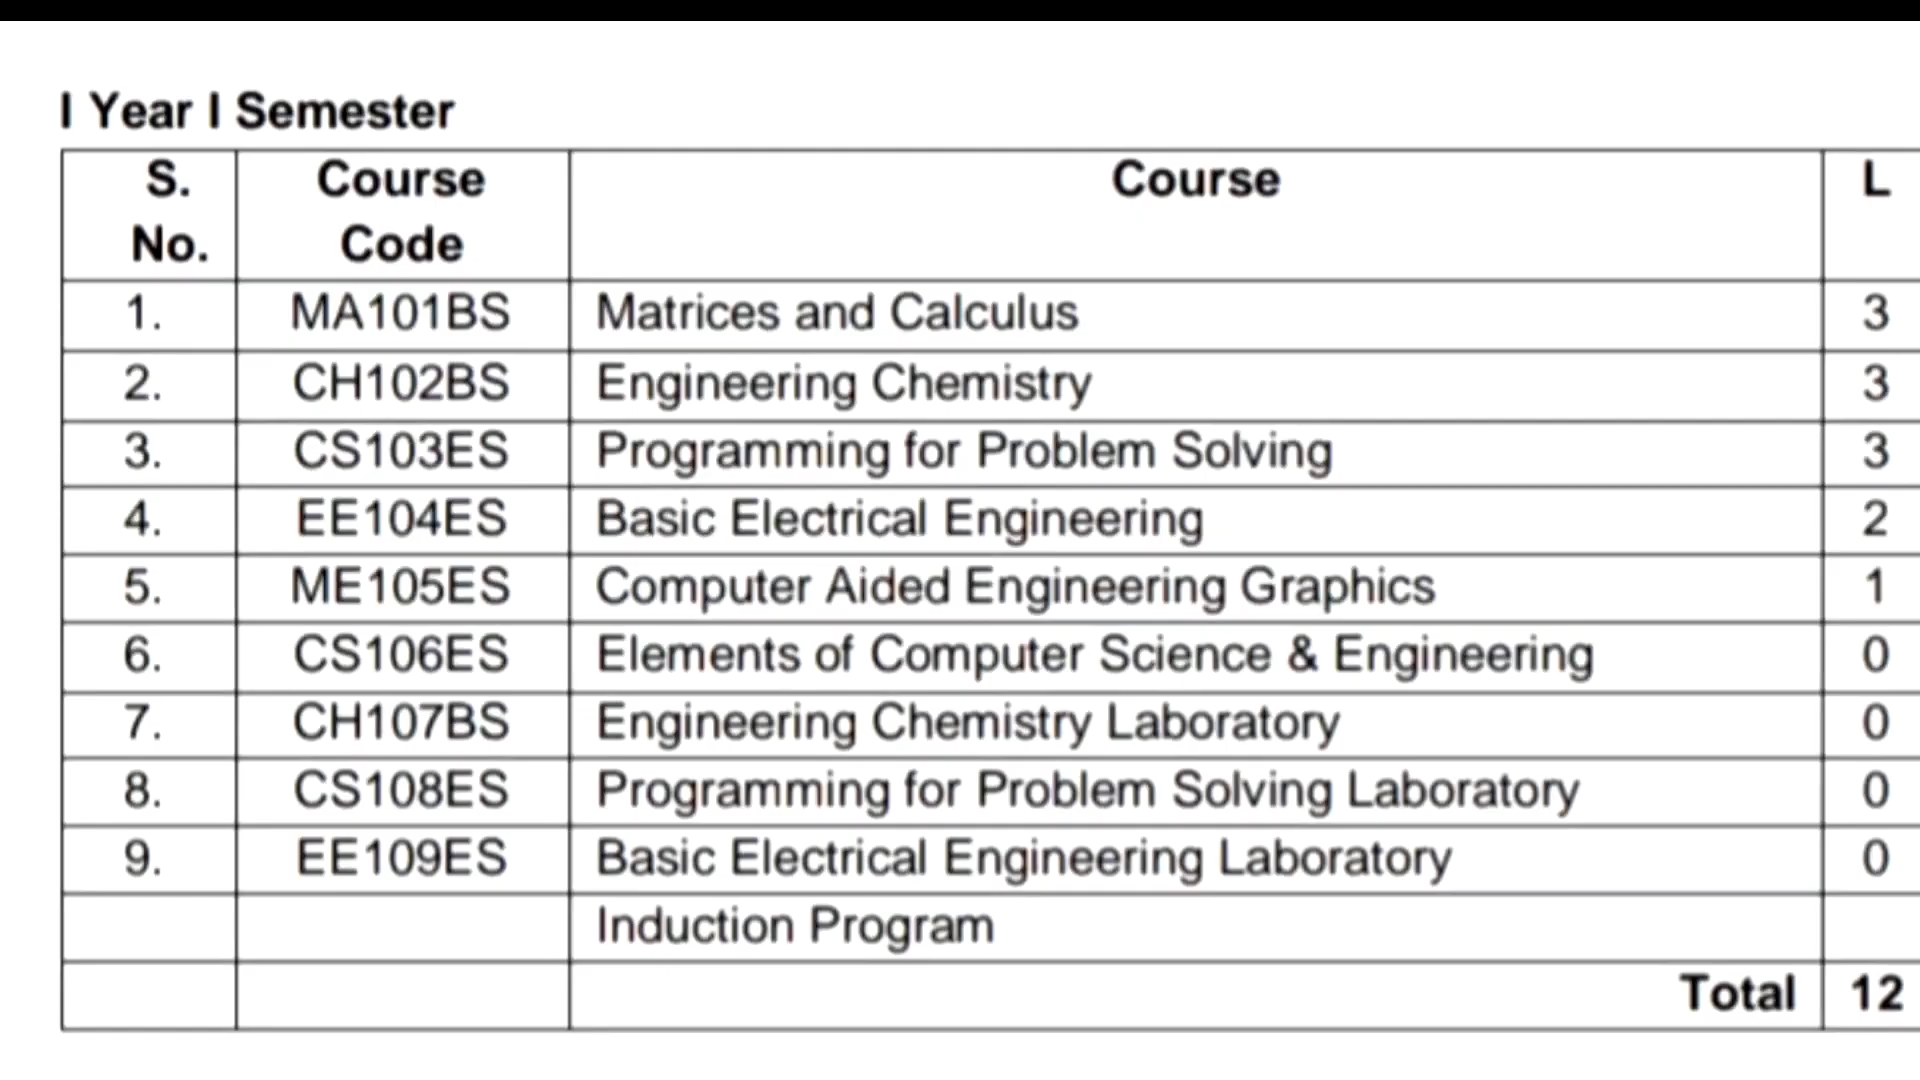 I Year I Semester
S. No. Course Code Course L
1. MA101BS Matrices and Calculus 3
2. CH102BS Engineering Chemistry 3
3. CS103ES Programming for Problem Solving 3
4. EE104ES Basic Electrical Engineering 2
5. ME105ES Computer Aided Engineering Graphics 1
6. CS106ES Elements of Computer Science & Engineering 0
7. CH107BS Engineering Chemistry Laboratory 0
8. CS108ES Programming for Problem Solving Laboratory 0
9. EE109ES Basic Electrical Engineering Laboratory 0
Induction Program
Total 12